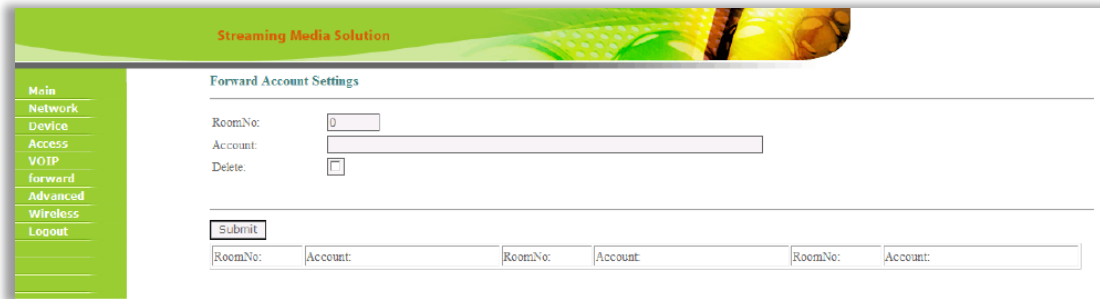 Streaming Media Solution
Main
Network
Device
Access
VOIP
forward
Advanced
Wireless
Logout
Forward Account Settings
RoomNo: 0
Account:
Delete:
Submit
RoomNo: Account: RoomNo: Account: RoomNo: Account: